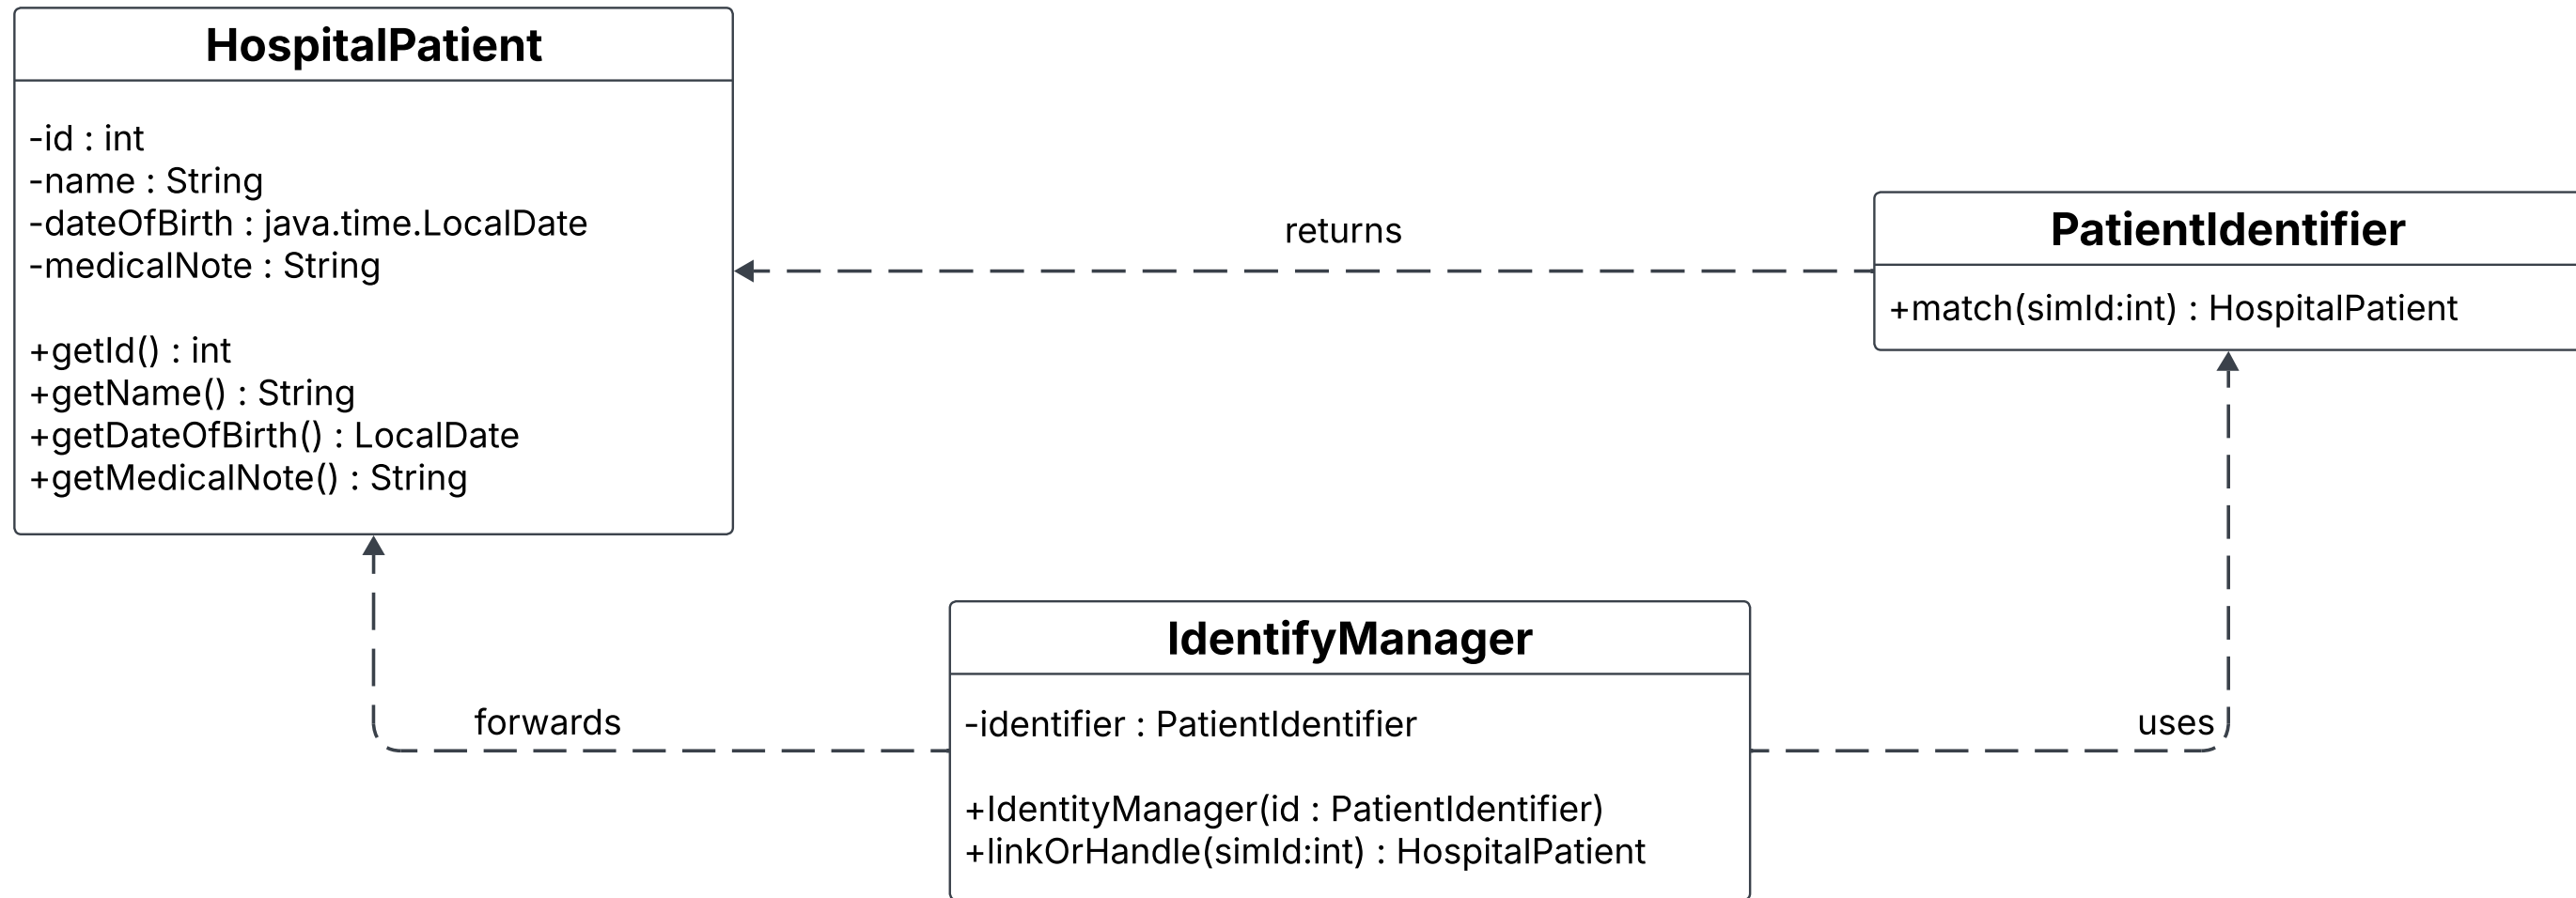 HospitalPatient
-id : int
-name : String
-dateOfBirth : java.time.LocalDate
-medicalNote : String
+getId() : int
+getName() : String
+getDateOfBirth() : LocalDate
+getMedicalNote() : String
returns
PatientIdentifier
+match(simId:int) : HospitalPatient
forwards
IdentifyManager
-identifier : PatientIdentifier
+IdentityManager(id : PatientIdentifier)
+linkOrHandle(simId:int) : HospitalPatient
uses